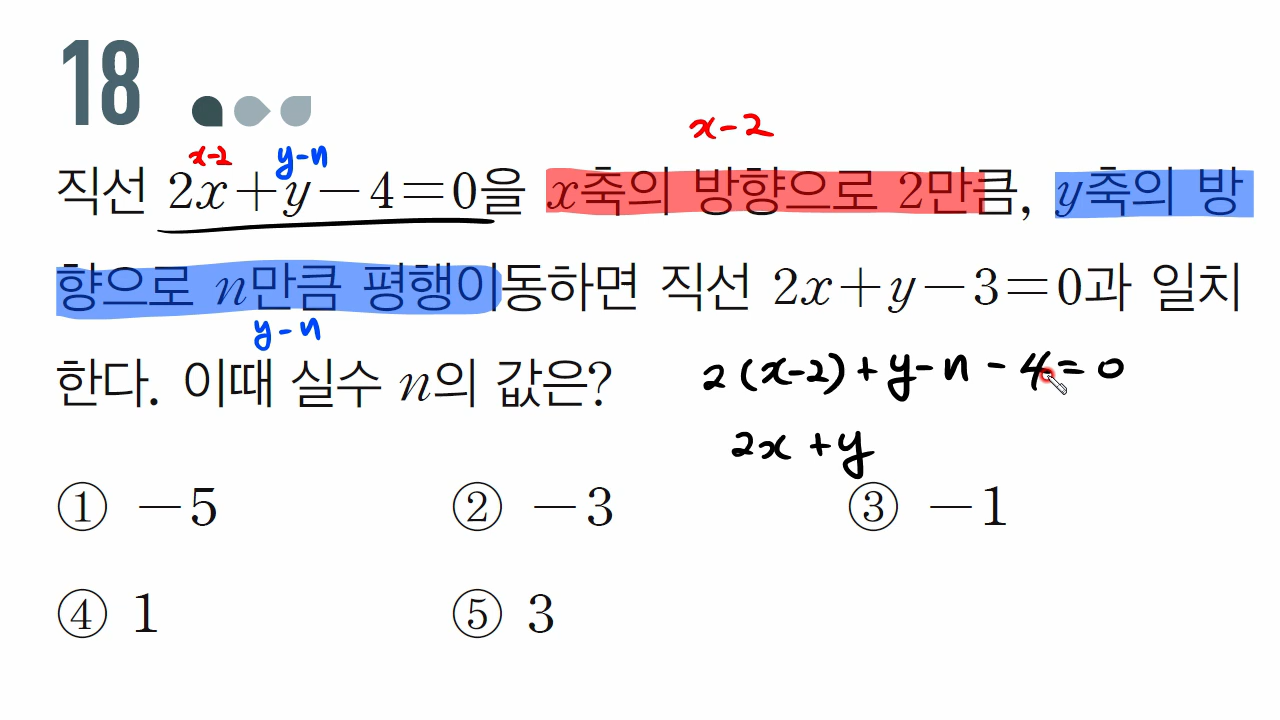 18
x-2
x-2 y-n
직선 2x+y-4=0을 x축의 방향으로 2만큼, y축의 방
향으로 n만큼 평행이동하면 직선 2x+y-3=0과 일치
y-n
한다. 이때 실수 n의 값은?
2(x-2)+y-n-4=0
2x+y
① -5 ② -3 ③ -1
④ 1 ⑤ 3